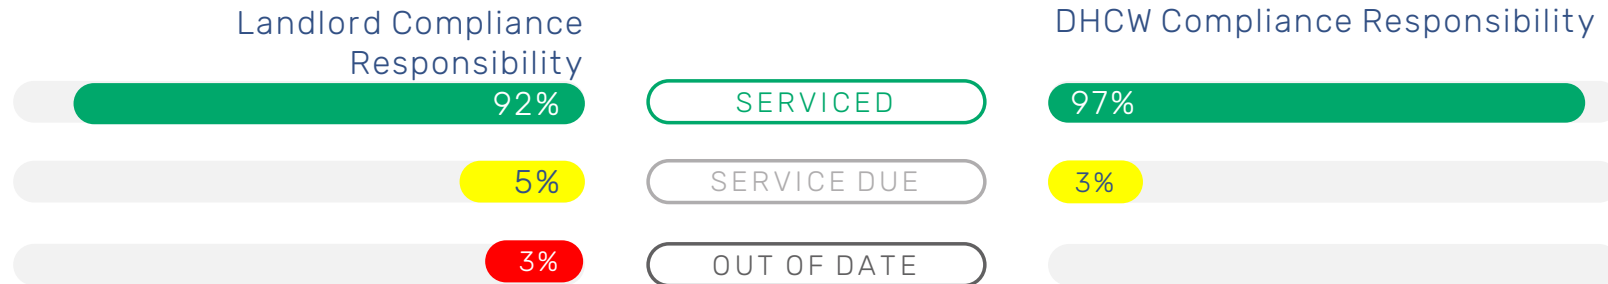 Landlord Compliance
Responsibility
DHCW Compliance Responsibility
92%
SERVICED
97%
5%
SERVICE DUE
3%
3%
OUT OF DATE